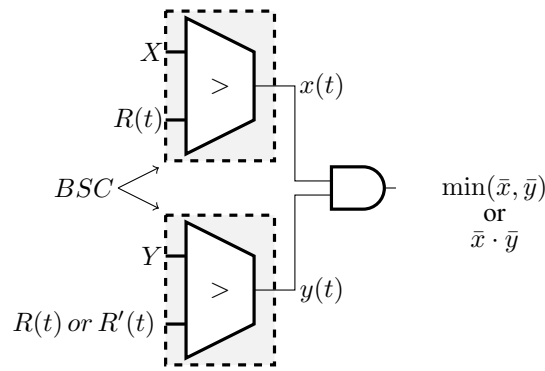 X
>
R(t)
x(t)
BSC
min(x̄, ȳ)
or
x̄ · ȳ
Y
>
y(t)
R(t) or R′(t)